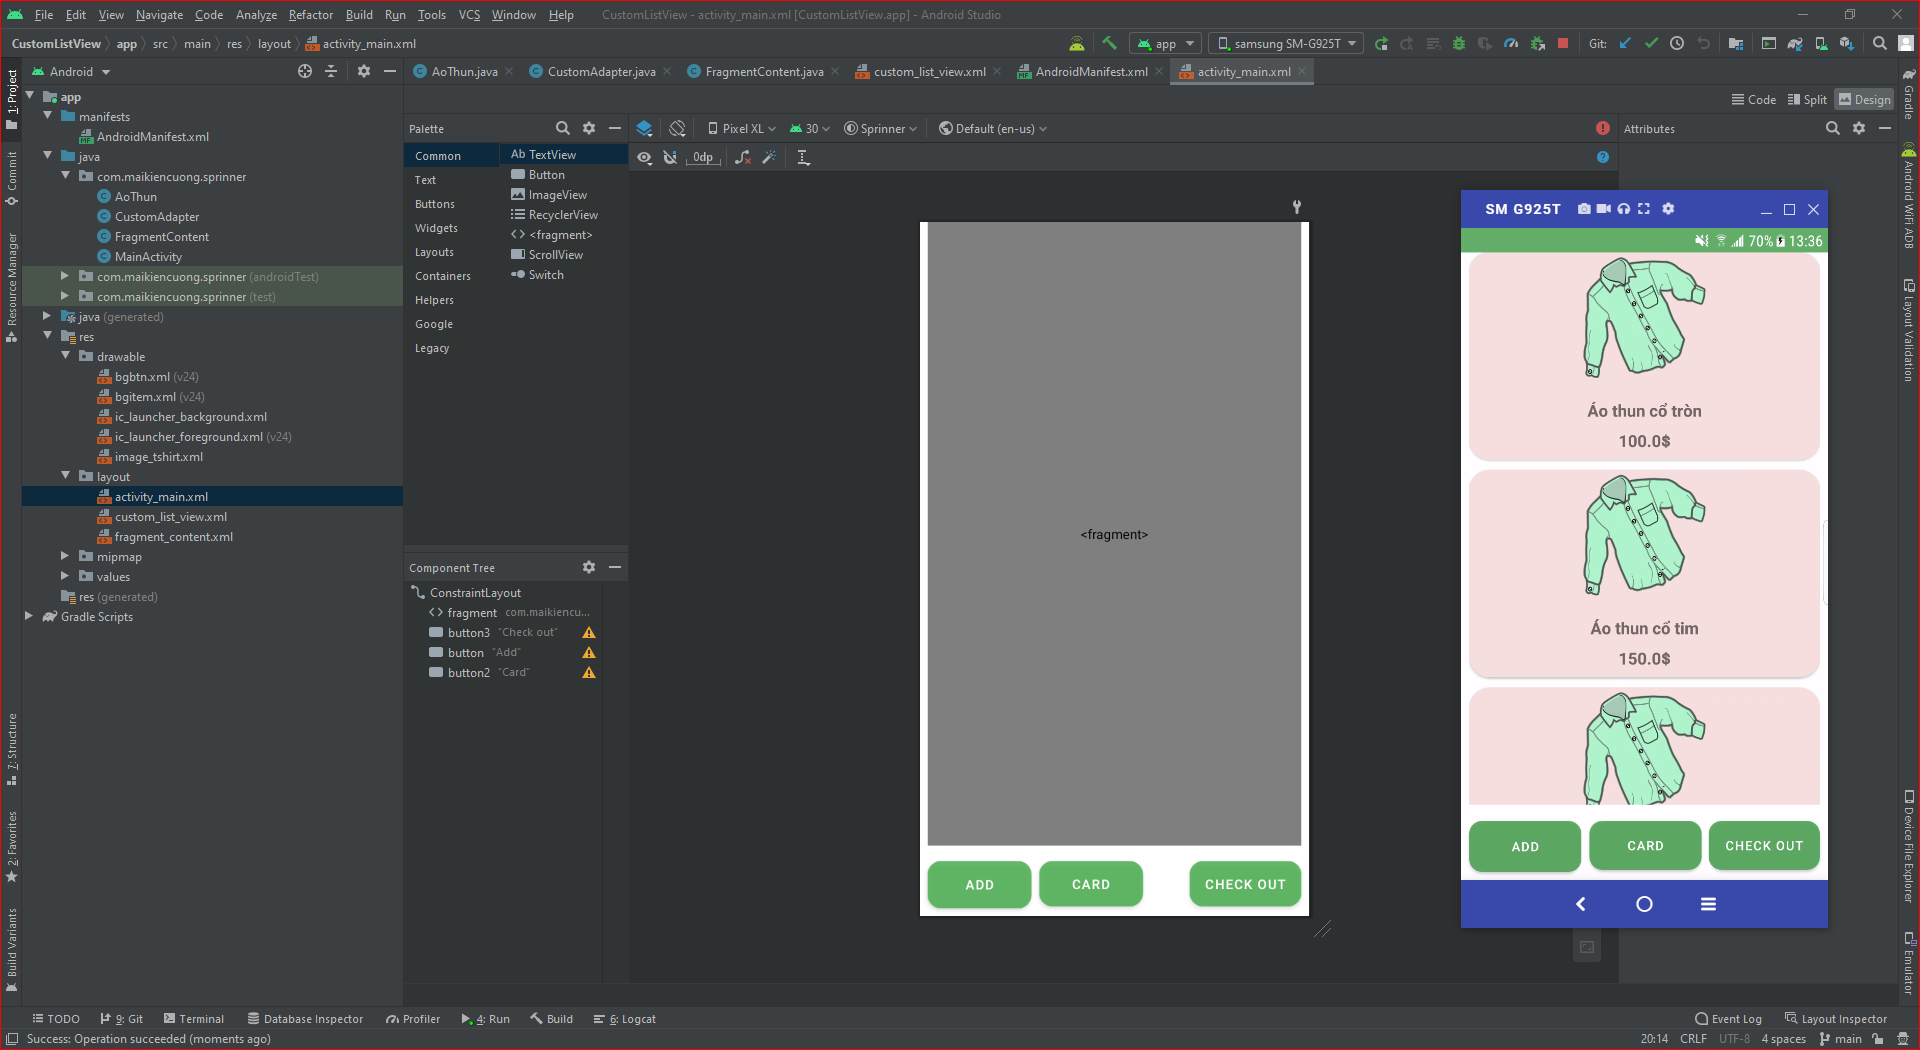 File Edit View Navigate Code Analyze Refactor Build Run Tools VCS Window Help CustomListView - activity_main.xml [CustomListView.app] - Android Studio
CustomListView app src main res layout activity_main.xml app samsung SM-G925T Git:
Android
AoThun.java CustomAdapter.java FragmentContent.java custom_list_view.xml AndroidManifest.xml activity_main.xml
Code Split Design
1: Project
Commit
Resource Manager
7: Structure
2: Favorites
Build Variants
app
manifests
AndroidManifest.xml
java
com.maikiencuong.sprinner
AoThun
CustomAdapter
FragmentContent
MainActivity
com.maikiencuong.sprinner (androidTest)
com.maikiencuong.sprinner (test)
java (generated)
res
drawable
bgbtn.xml (v24)
bgitem.xml (v24)
ic_launcher_background.xml
ic_launcher_foreground.xml (v24)
image_tshirt.xml
layout
activity_main.xml
custom_list_view.xml
fragment_content.xml
mipmap
values
res (generated)
Gradle Scripts
Palette
Common
Text
Buttons
Widgets
Layouts
Containers
Helpers
Google
Legacy
Ab TextView
Button
ImageView
RecyclerView
<fragment>
ScrollView
Switch
Component Tree
ConstraintLayout
fragment com.maikiencu...
button3 "Check out"
button "Add"
button2 "Card"
Pixel XL 30 Sprinner Default (en-us)
0dp
<fragment>
ADD CARD CHECK OUT
Attributes
SM G925T
70% 13:36
Áo thun cổ tròn
100.0$
Áo thun cổ tim
150.0$
ADD CARD CHECK OUT
Gradle
Android WiFi ADB
Layout Validation
Device File Explorer
Emulator
TODO 9: Git Terminal Database Inspector Profiler 4: Run Build 6: Logcat Event Log Layout Inspector
Success: Operation succeeded (moments ago) 20:14 CRLF UTF-8 4 spaces main